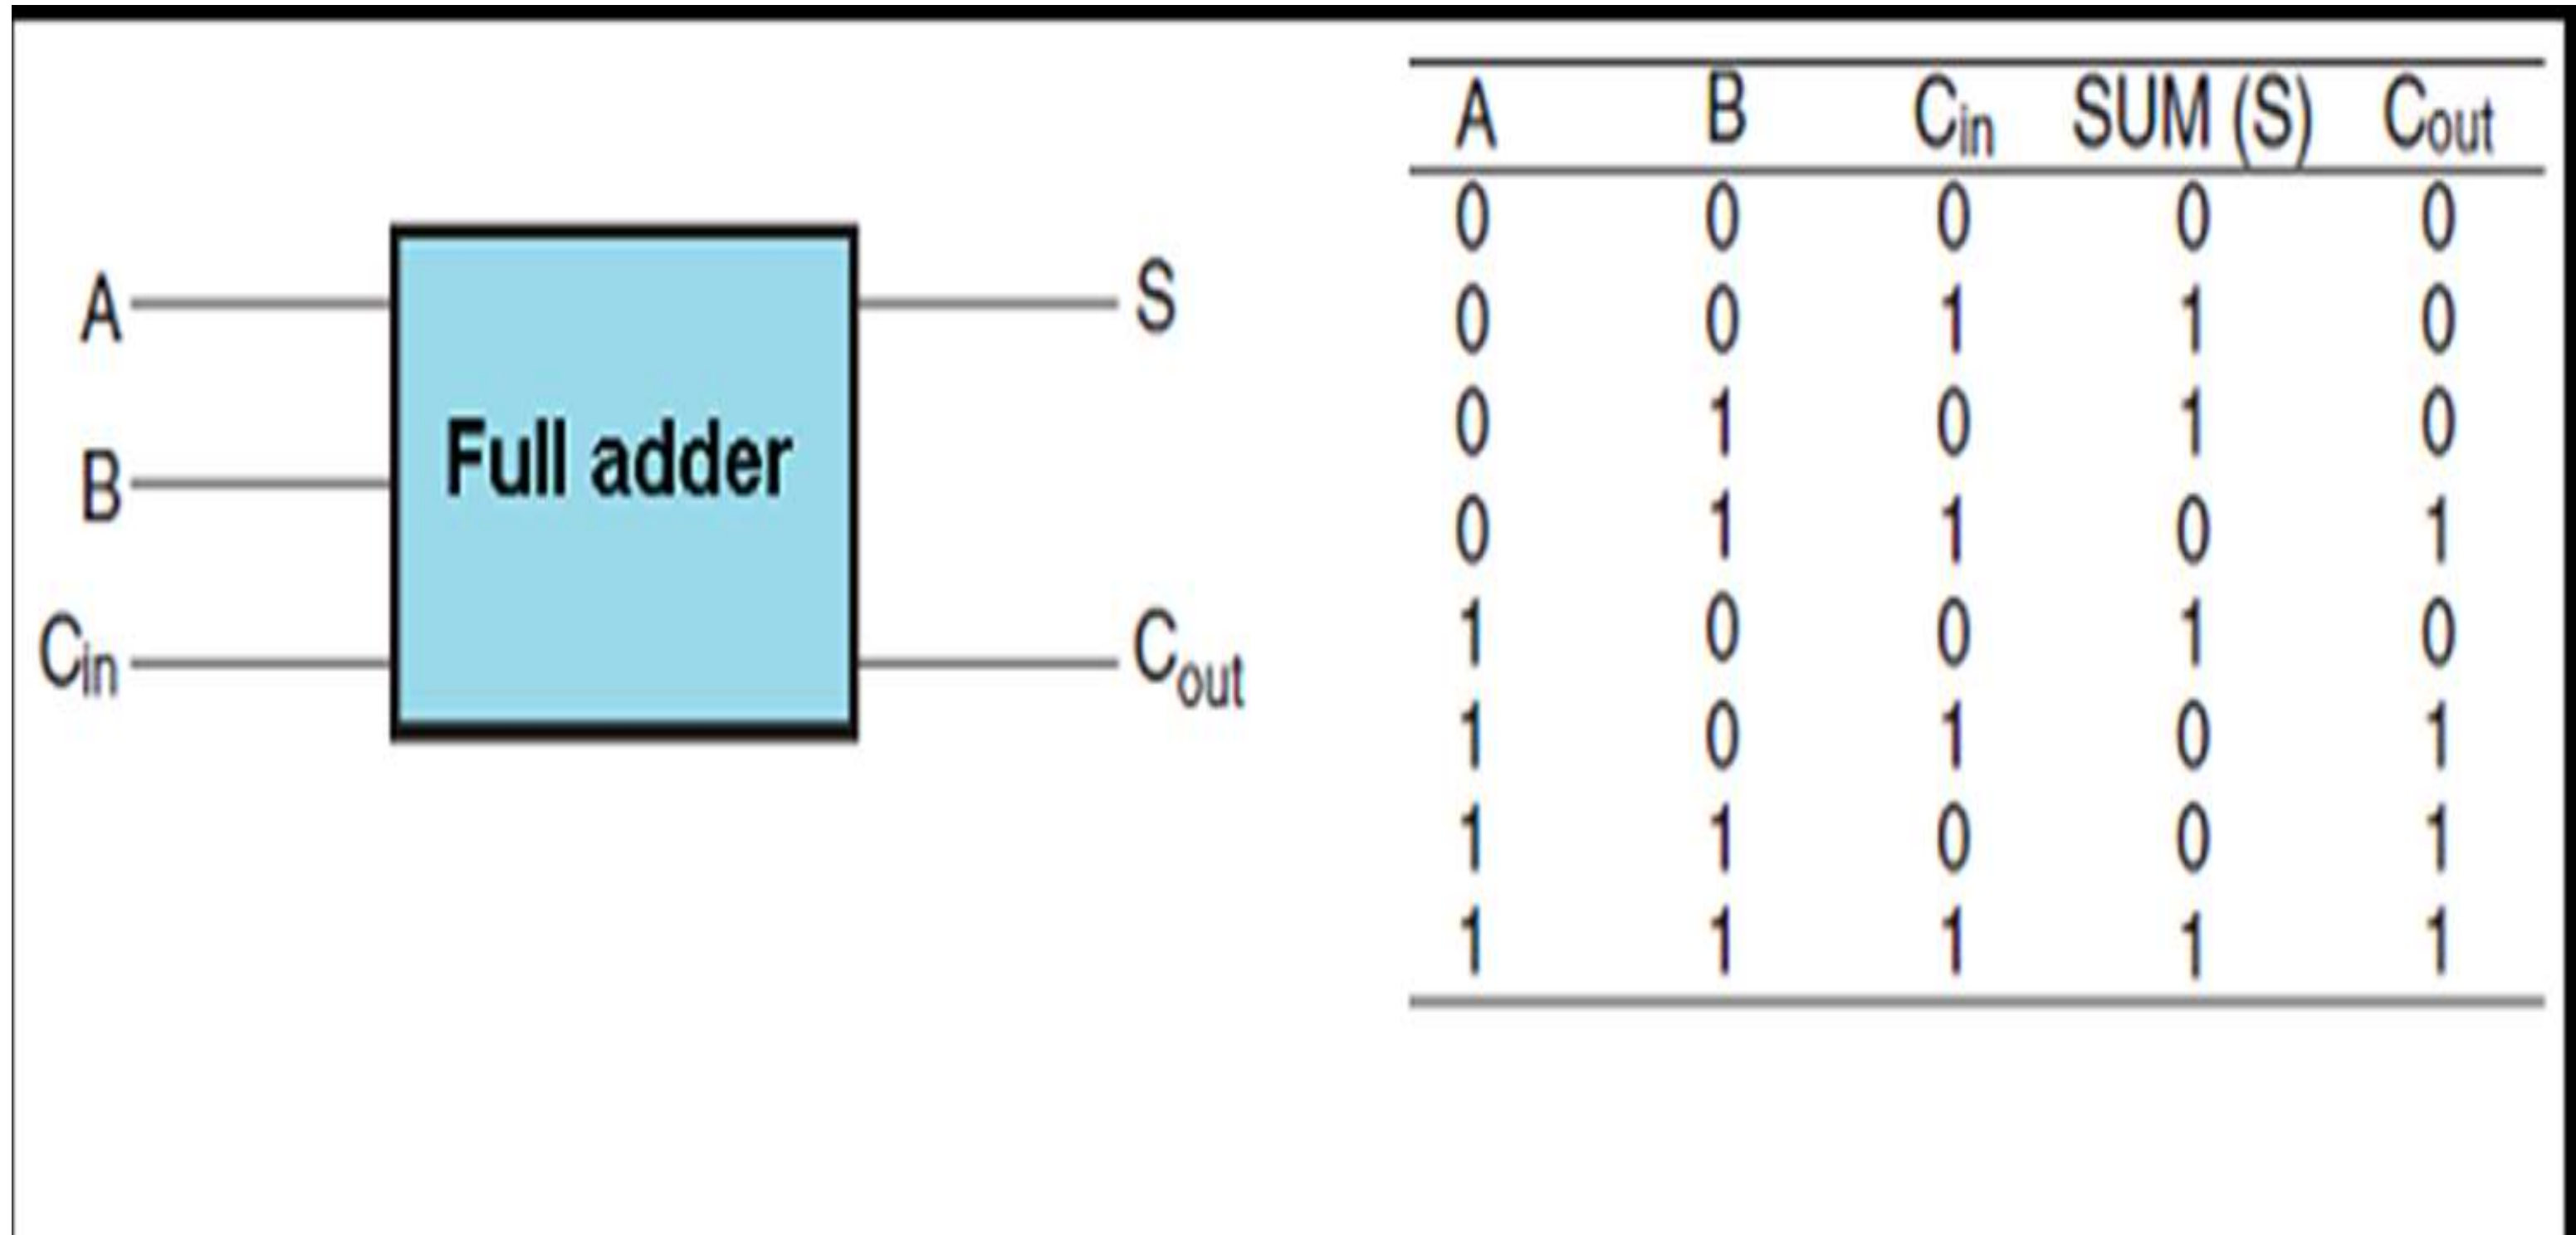 A
B
Cin
Full adder
S
Cout
A B Cin SUM (S) Cout
0 0 0 0 0
0 0 1 1 0
0 1 0 1 0
0 1 1 0 1
1 0 0 1 0
1 0 1 0 1
1 1 0 0 1
1 1 1 1 1